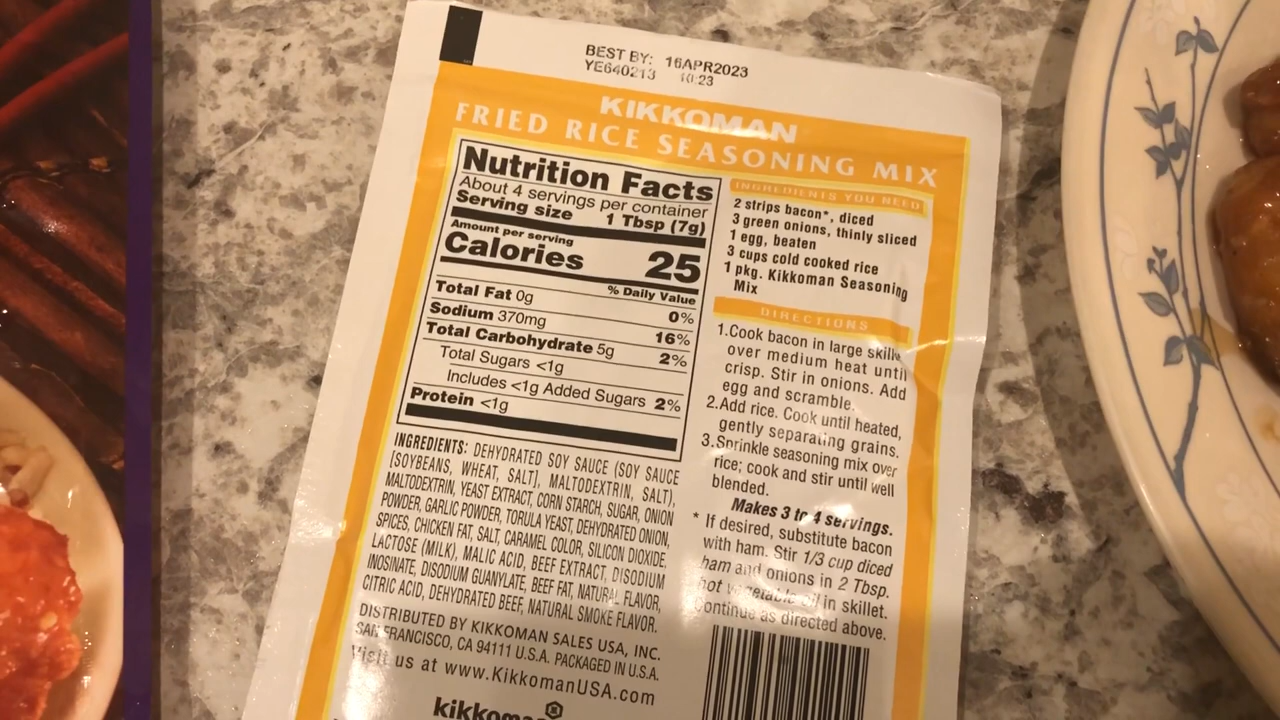 BEST BY: 16APR2023
YE640213 10:23
KIKKOMAN
FRIED RICE SEASONING MIX
Nutrition Facts
About 4 servings per container
Serving size 1 Tbsp (7g)
Amount per serving
Calories 25
% Daily Value
Total Fat 0g 0%
Sodium 370mg 16%
Total Carbohydrate 5g 2%
Total Sugars <1g
Includes <1g Added Sugars 2%
Protein <1g
INGREDIENTS: DEHYDRATED SOY SAUCE (SOY SAUCE
[SOYBEANS, WHEAT, SALT], MALTODEXTRIN, SALT),
MALTODEXTRIN, YEAST EXTRACT, CORN STARCH, SUGAR, ONION
POWDER, GARLIC POWDER, TORULA YEAST, DEHYDRATED ONION,
SPICES, CHICKEN FAT, SALT, CARAMEL COLOR, SILICON DIOXIDE,
LACTOSE (MILK), MALIC ACID, BEEF EXTRACT, DISODIUM
INOSINATE, DISODIUM GUANYLATE, BEEF FAT, NATURAL FLAVOR,
CITRIC ACID, DEHYDRATED BEEF, NATURAL SMOKE FLAVOR.
DISTRIBUTED BY KIKKOMAN SALES USA, INC.
SAN FRANCISCO, CA 94111 U.S.A. PACKAGED IN U.S.A.
Visit us at www.KikkomanUSA.com
kikkoman
INGREDIENTS YOU NEED
2 strips bacon*, diced
3 green onions, thinly sliced
1 egg, beaten
3 cups cold cooked rice
1 pkg. Kikkoman Seasoning
Mix
DIRECTIONS
1.Cook bacon in large skille
over medium heat until
crisp. Stir in onions. Add
egg and scramble.
2.Add rice. Cook until heated,
gently separating grains.
3.Sprinkle seasoning mix over
rice; cook and stir until well
blended.
Makes 3 to 4 servings.
* If desired, substitute bacon
with ham. Stir 1/3 cup diced
ham and onions in 2 Tbsp.
hot vegetable oil in skillet.
Continue as directed above.